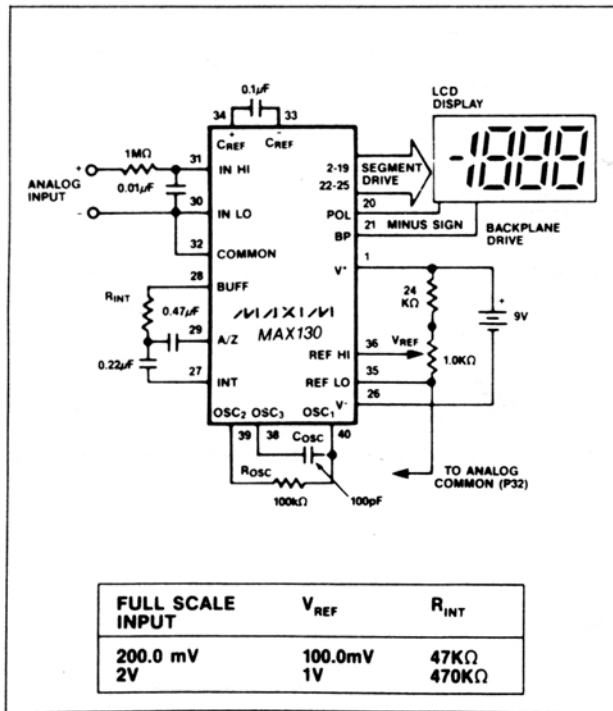 0.1µF
34
33
LCD
DISPLAY
+
-
CREF
CREF
1MΩ
31
IN HI
+
ANALOG
INPUT
-
0.01µF
30
IN LO
32
COMMON
28
BUFF
RINT
0.47µF
29
A/Z
0.22µF
27
INT
MAXIM
MAX130
2-19
22-25
SEGMENT
DRIVE
-1888
20
POL
MINUS SIGN
21
BP
BACKPLANE
DRIVE
1
V+
24
KΩ
+
9V
36
VREF
REF HI
1.0KΩ
35
REF LO
26
V-
OSC2 OSC3 OSC1
39
38
COSC
40
ROSC
100kΩ
100pF
TO ANALOG
COMMON (P32)
FULL SCALE INPUT VREF RINT
200.0 mV 100.0mV 47KΩ
2V 1V 470KΩ